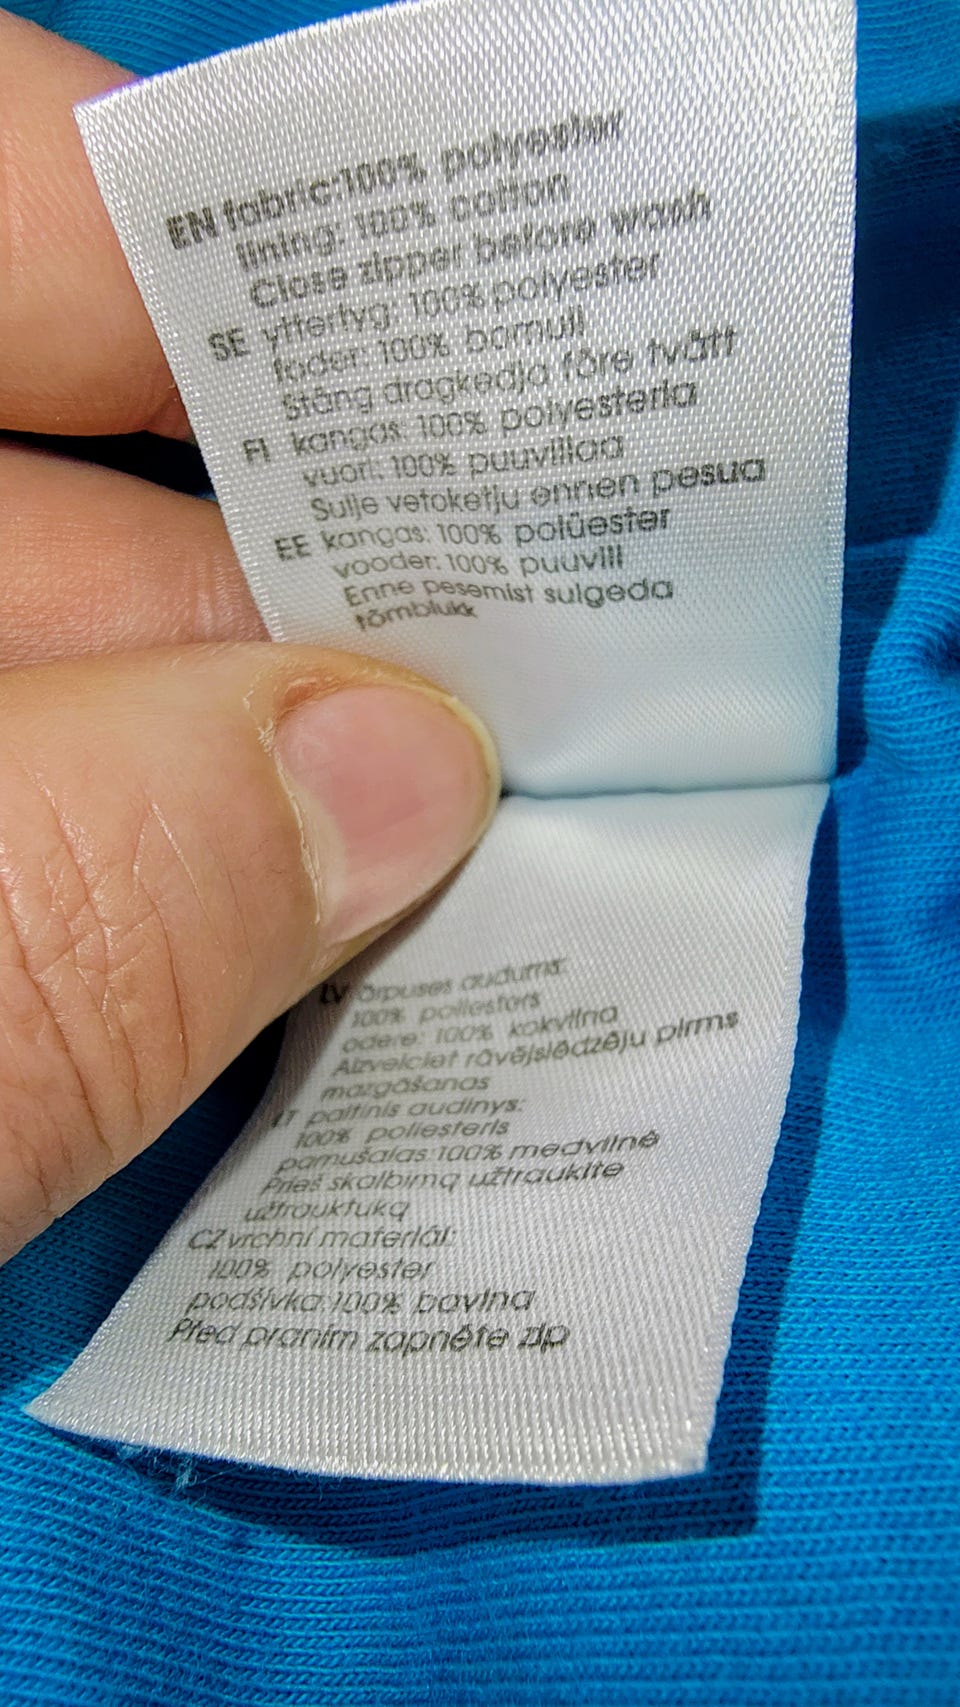 EN fabric:100% polyester
lining: 100% cotton
Close zipper before wash
SE yttertyg: 100% polyester
foder: 100% bomull
Stäng dragkedja före tvätt
FI kangas: 100% polyesteria
vuori: 100% puuvillaa
Sulje vetoketju ennen pesua
EE kangas: 100% polüester
vooder: 100% puuvill
Enne pesemist sulgeda
tõmblukk
LV ārpuses audums:
100% poliesters
odere: 100% kokvilna
Aizvelciet rāvējslēdzēju pirms
mazgāšanas
LT paltinis audinys:
100% poliesteris
pamušalas:100% medvilnė
Prieš skalbimą užtraukite
užtrauktuką
CZ vrchní materiál:
100% polyester
podšívka:100% bavlna
Před praním zapněte zip